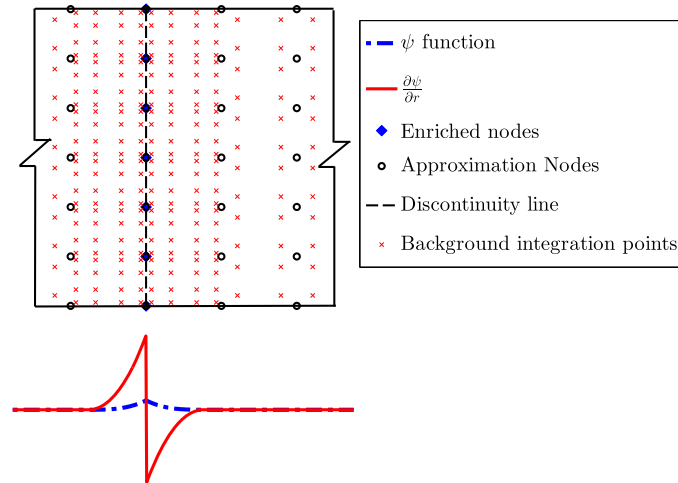 ψ function
∂ψ/∂r
Enriched nodes
Approximation Nodes
Discontinuity line
Background integration points